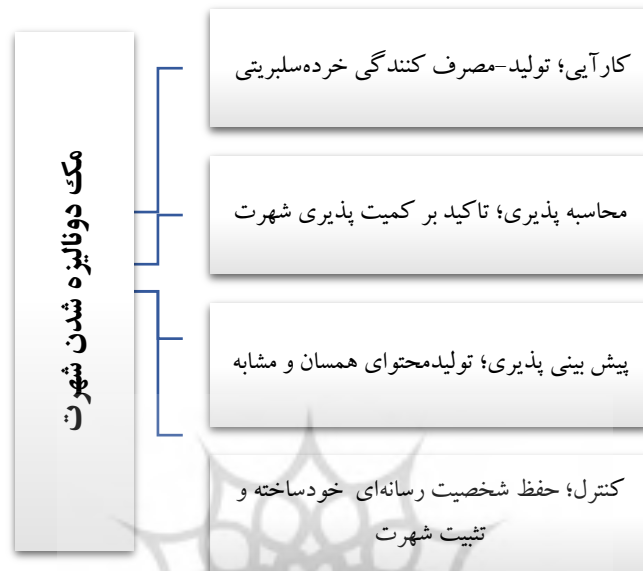 مک دونالیزه شدن شهرت
کارآیی؛ تولید-مصرف کنندگی خرده‌سلبریتی
محاسبه پذیری؛ تاکید بر کمیت پذیری شهرت
پیش بینی پذیری؛ تولیدمحتوای همسان و مشابه
کنترل؛ حفظ شخصیت رسانه‌ای خودساخته و
تثبیت شهرت